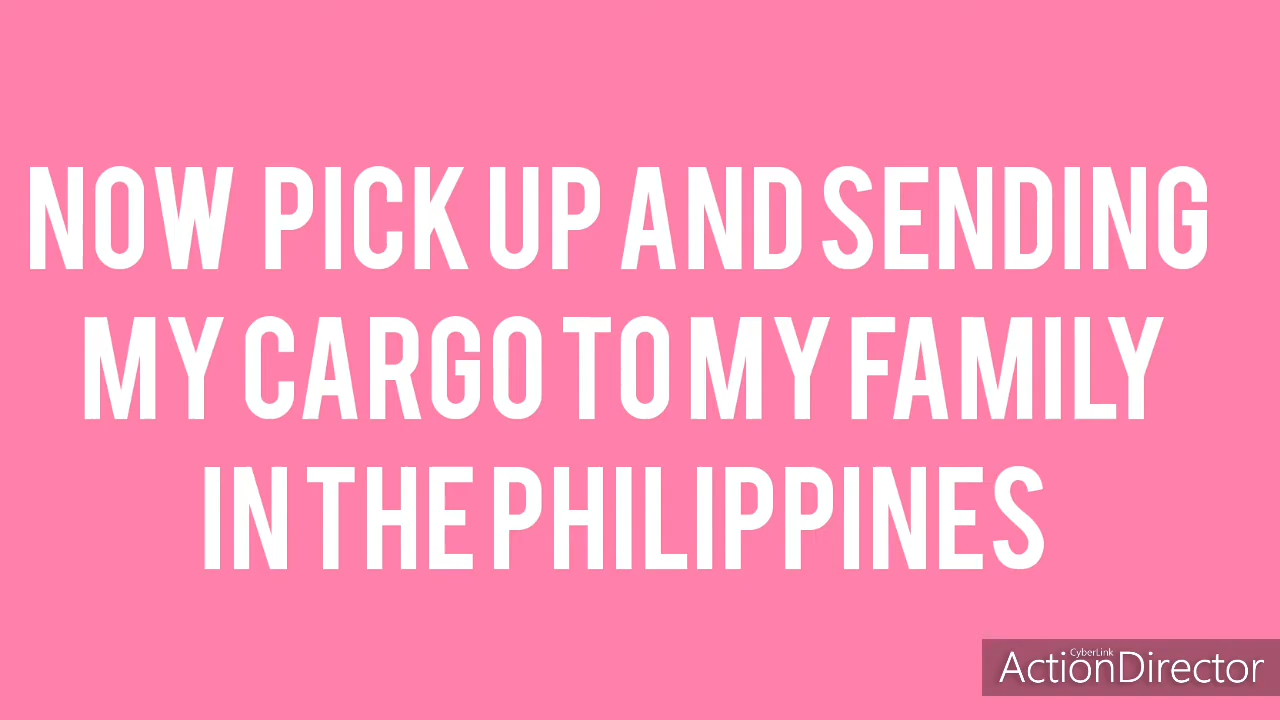 NOW PICK UP AND SENDING
MY CARGO TO MY FAMILY
IN THE PHILIPPINES
CyberLink
ActionDirector